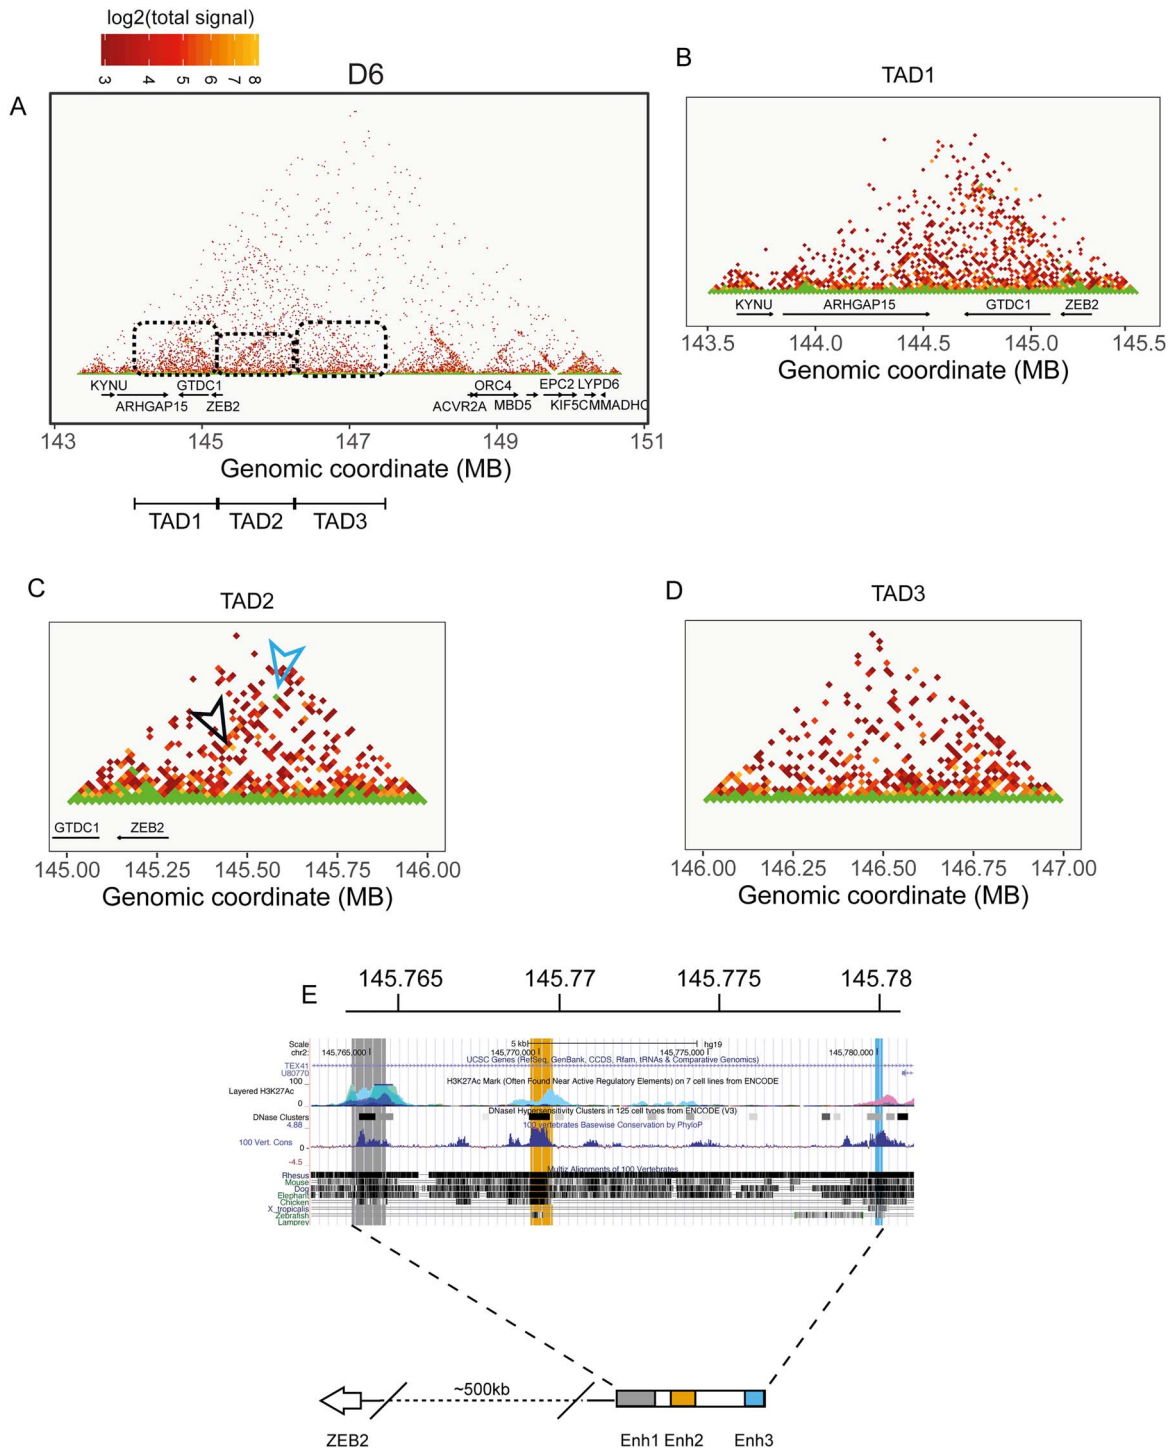 log2(total signal)
3 4 5 6 7 8
A
D6
KYNU
GTDC1
ARHGAP15
ZEB2
ORC4
EPC2 LYPD6
ACVR2A
MBD5
KIF5C
MMADHC
143 145 147 149 151
Genomic coordinate (MB)
TAD1 TAD2 TAD3
B
TAD1
KYNU ARHGAP15 GTDC1 ZEB2
143.5 144.0 144.5 145.0 145.5
Genomic coordinate (MB)
C
TAD2
GTDC1 ZEB2
145.00 145.25 145.50 145.75 146.00
Genomic coordinate (MB)
D
TAD3
146.00 146.25 146.50 146.75 147.00
Genomic coordinate (MB)
E
145.765 145.77 145.775 145.78
Scale 5 kb hg19
chr2: 145,765,000 145,770,000 145,775,000 145,780,000
UCSC Genes (RefSeq, GenBank, CCDS, Rfam, tRNAs & Comparative Genomics)
TEX41
U80770
100
H3K27Ac Mark (Often Found Near Active Regulatory Elements) on 7 cell lines from ENCODE
Layered H3K27Ac
0
DNaseI Hypersensitivity Clusters in 125 cell types from ENCODE (V3)
DNase Clusters
4.88
100 vertebrates Basewise Conservation by PhyloP
100 Vert. Cons
0
-4.5
Multiz Alignments of 100 Vertebrates
Rhesus
Mouse
Dog
Elephant
Chicken
X_tropicalis
Zebrafish
Lamprey
~500kb
ZEB2
Enh1 Enh2 Enh3